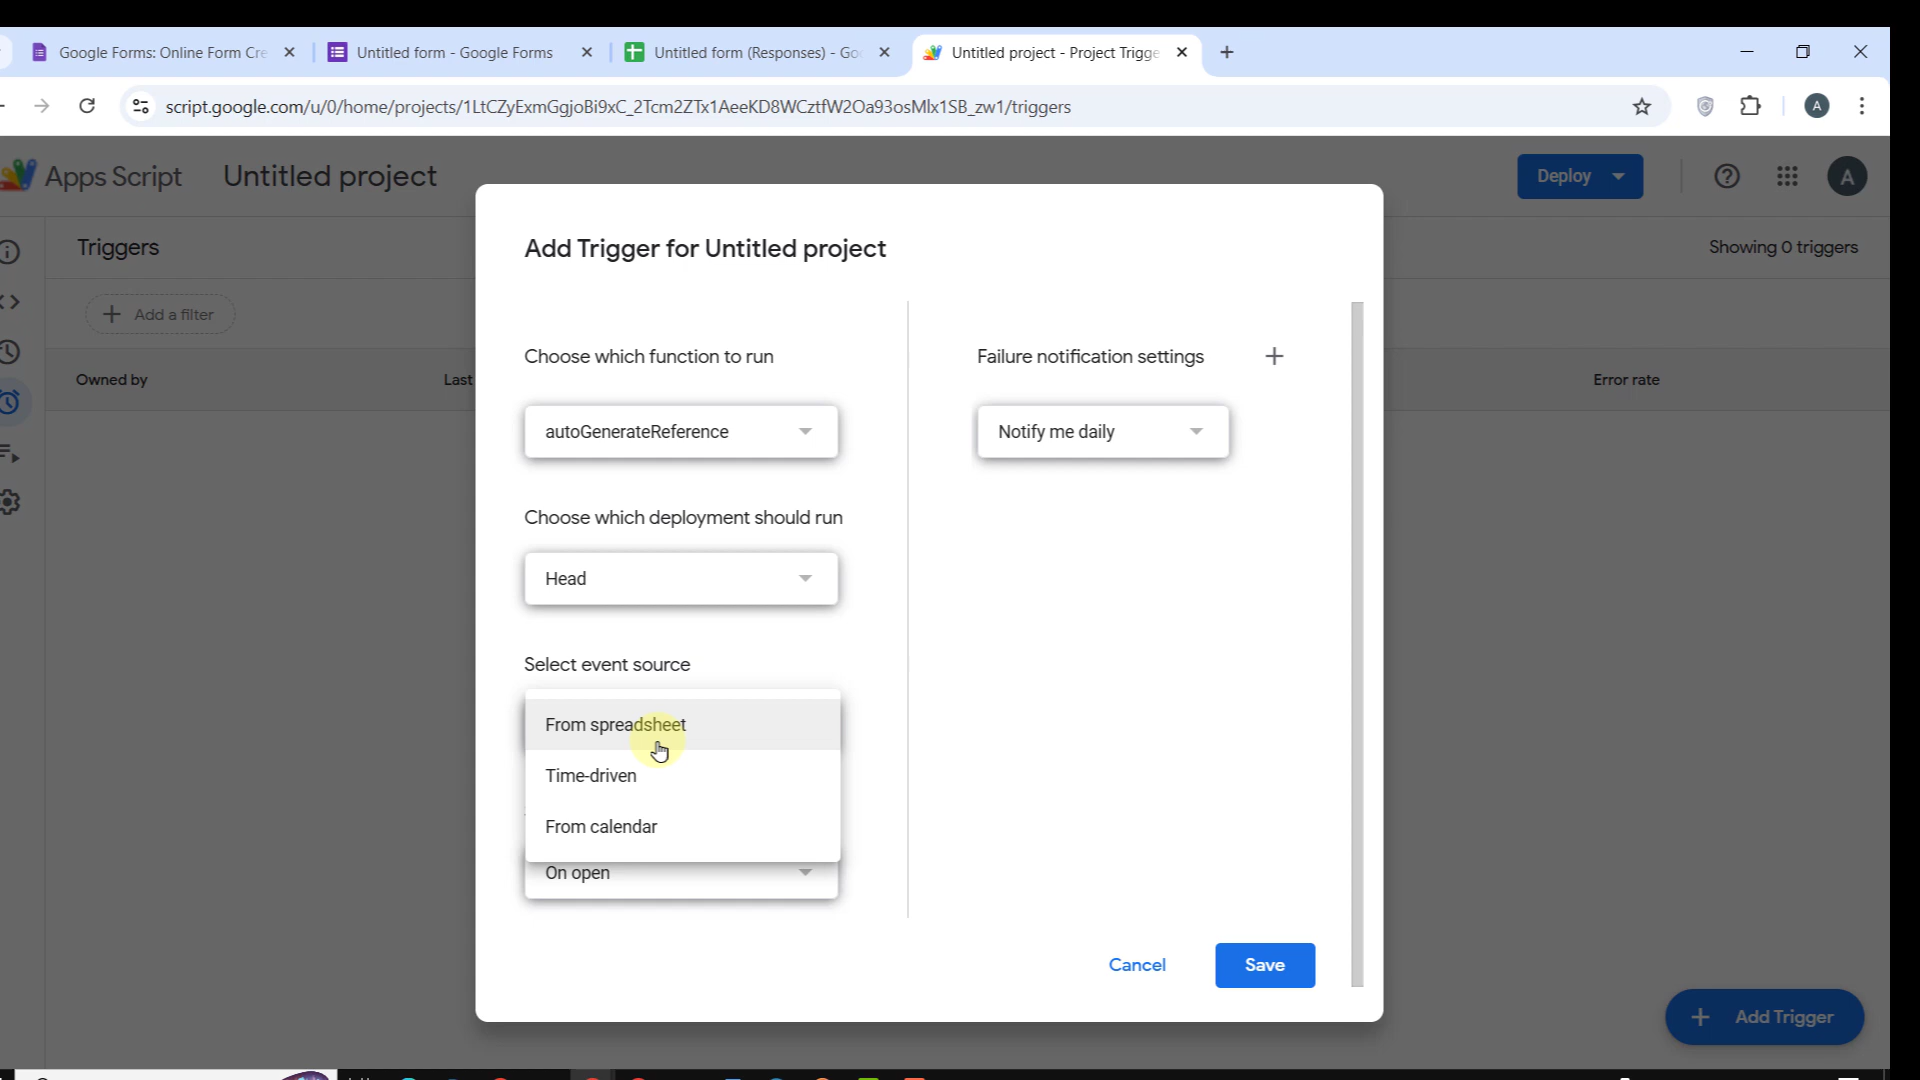 Google Forms: Online Form Cre
Untitled form - Google Forms
Untitled form (Responses) - Goo
Untitled project - Project Trigge
script.google.com/u/0/home/projects/1LtCZyExmGgjoBi9xC_2Tcm2ZTx1AeeKD8WCztfW2Oa93osMlx1SB_zw1/triggers
A
Apps Script
Untitled project
Deploy
A
Triggers
Showing 0 triggers
Add a filter
Owned by
Last
Error rate
Add Trigger for Untitled project
Choose which function to run
autoGenerateReference
Choose which deployment should run
Head
Select event source
From spreadsheet
Time-driven
From calendar
On open
Failure notification settings
Notify me daily
Cancel
Save
Add Trigger